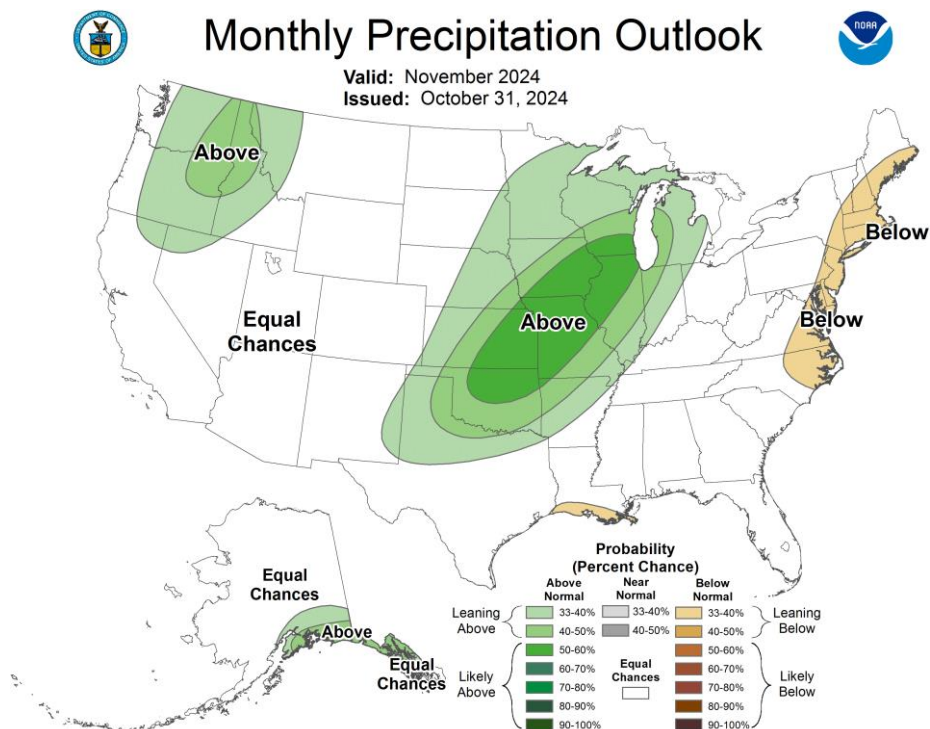 Monthly Precipitation Outlook
NOAA
Valid: November 2024
Issued: October 31, 2024
Above
Below
Equal
Chances
Above
Below
Equal
Chances
Above
Equal
Chances
Probability
(Percent Chance)
Above
Normal
Near
Normal
Below
Normal
Leaning
Above
33-40%
33-40%
33-40%
Leaning
Below
40-50%
40-50%
40-50%
Likely
Above
50-60%
60-70%
70-80%
80-90%
90-100%
Equal
Chances
50-60%
60-70%
70-80%
80-90%
90-100%
Likely
Below